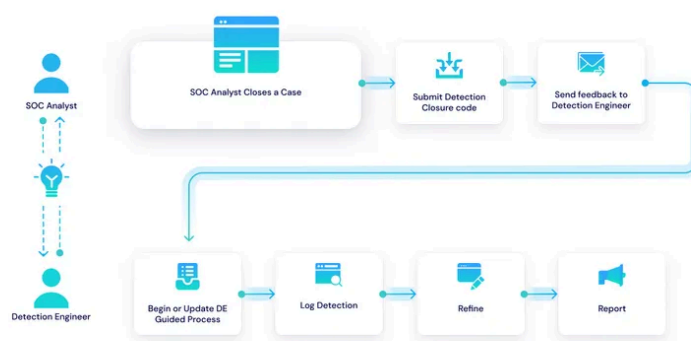 SOC Analyst Closes a Case
Submit Detection
Closure code
Send feedback to
Detection Engineer
SOC Analyst
Begin or Update DE
Guided Process
Log Detection
Refine
Report
Detection Engineer